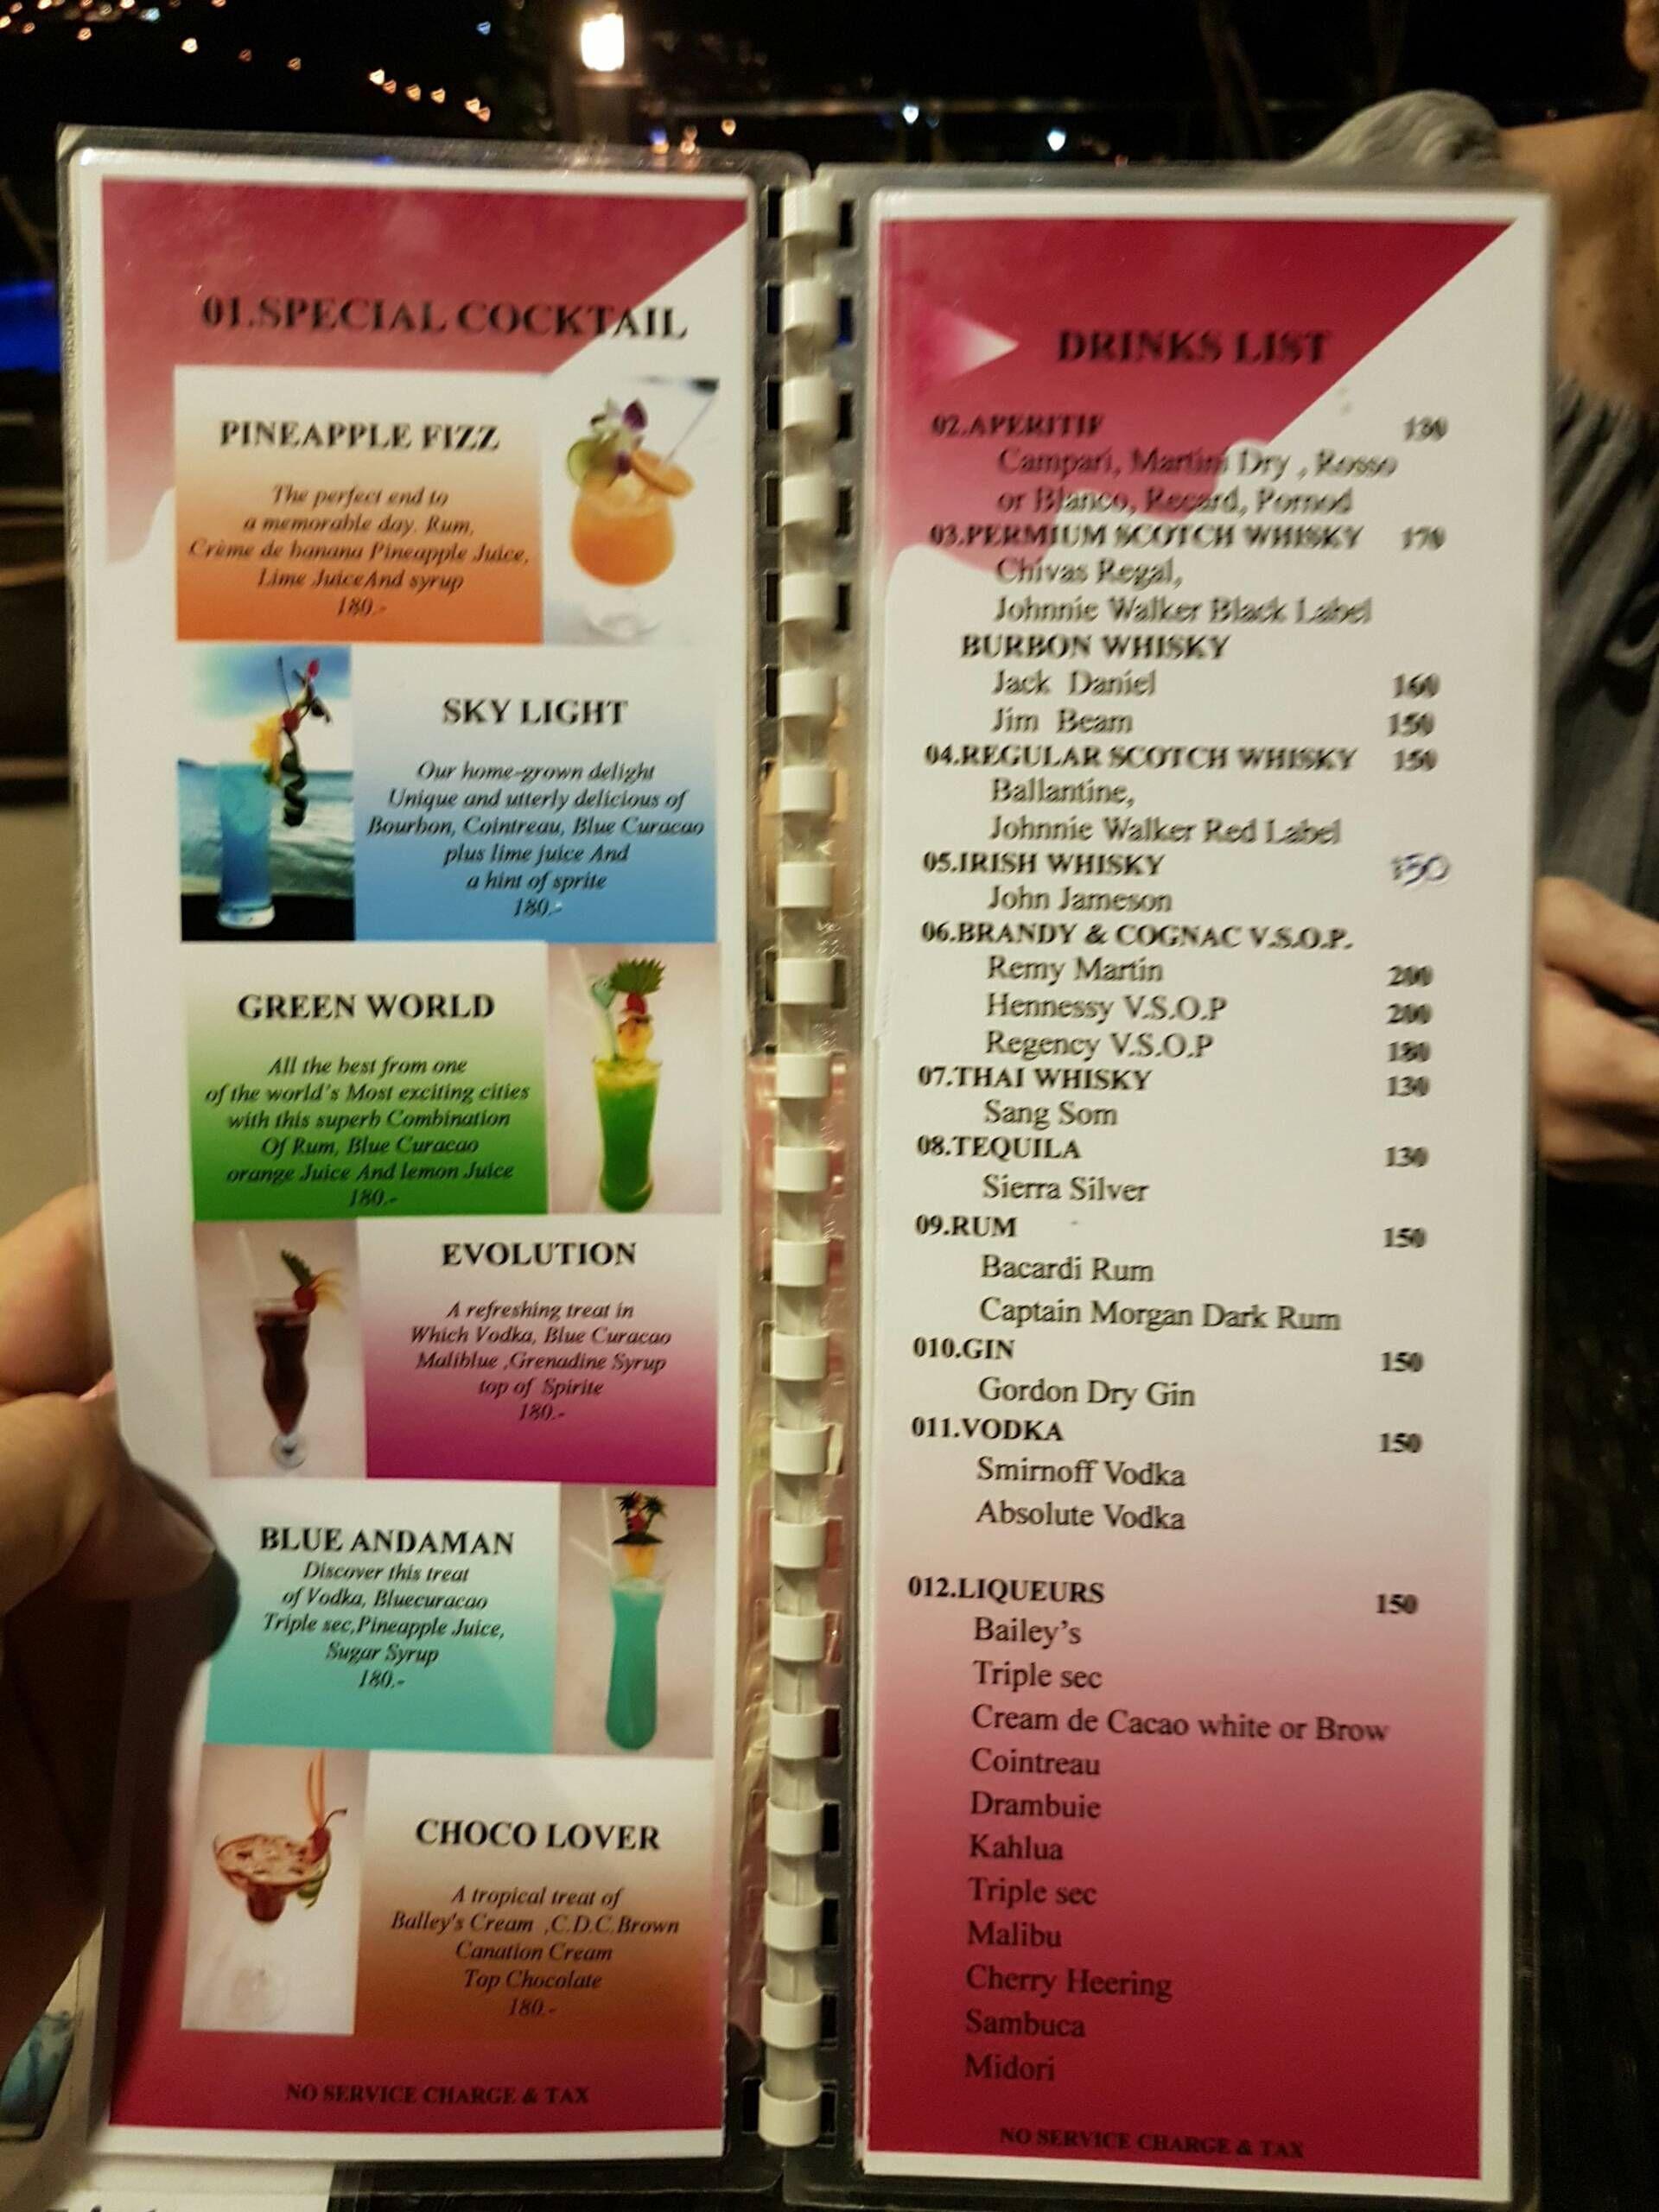 01.SPECIAL COCKTAIL
PINEAPPLE FIZZ
The perfect end to
a memorable day. Rum,
Crème de banana Pineapple Juice,
Lime JuiceAnd syrup
180.-
SKY LIGHT
Our home-grown delight
Unique and utterly delicious of
Bourbon, Cointreau, Blue Curacao
plus lime juice And
a hint of sprite
180.-
GREEN WORLD
All the best from one
of the world's Most exciting cities
with this superb Combination
Of Rum, Blue Curacao
orange Juice And lemon Juice
180.-
EVOLUTION
A refreshing treat in
Which Vodka, Blue Curacao
Maliblue ,Grenadine Syrup
top of Spirite
180.-
BLUE ANDAMAN
Discover this treat
of Vodka, Bluecuracao
Triple sec,Pineapple Juice,
Sugar Syrup
180.-
CHOCO LOVER
A tropical treat of
Balley's Cream ,C.D.C.Brown
Canation Cream
Top Chocolate
180.-
NO SERVICE CHARGE & TAX
DRINKS LIST
02.APERITIF 130
Campari, Martini Dry , Rosso
or Blanco, Recard, Pornod
03.PERMIUM SCOTCH WHISKY 170
Chivas Regal,
Johnnie Walker Black Label
BURBON WHISKY
Jack Daniel 160
Jim Beam 150
04.REGULAR SCOTCH WHISKY 150
Ballantine,
Johnnie Walker Red Label
05.IRISH WHISKY 150
John Jameson
06.BRANDY & COGNAC V.S.O.P.
Remy Martin 200
Hennessy V.S.O.P 200
Regency V.S.O.P 180
07.THAI WHISKY 130
Sang Som
08.TEQUILA 130
Sierra Silver
09.RUM 150
Bacardi Rum
Captain Morgan Dark Rum
010.GIN 150
Gordon Dry Gin
011.VODKA 150
Smirnoff Vodka
Absolute Vodka
012.LIQUEURS 150
Bailey's
Triple sec
Cream de Cacao white or Brow
Cointreau
Drambuie
Kahlua
Triple sec
Malibu
Cherry Heering
Sambuca
Midori
NO SERVICE CHARGE & TAX